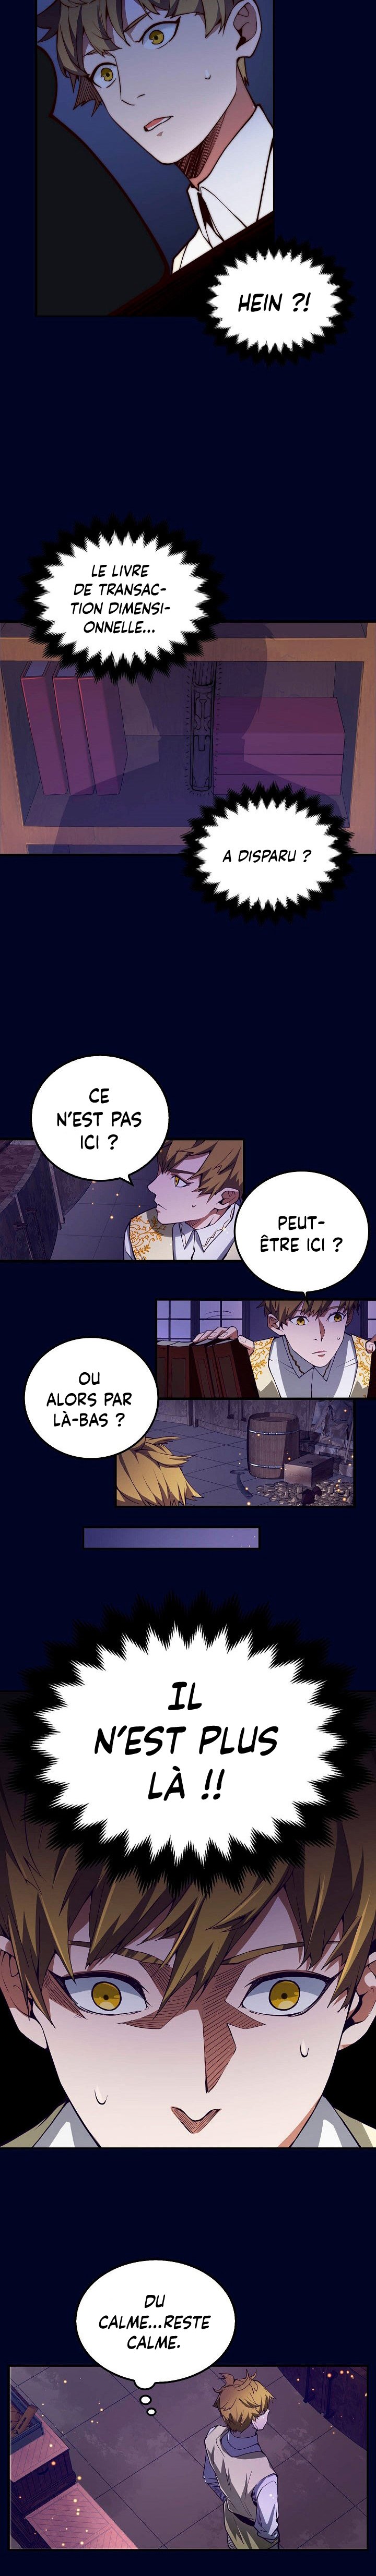 HEIN ?!
LE LIVRE
DE TRANSAC-
TION DIMENSI-
ONNELLE...
A DISPARU ?
CE
N'EST PAS
ICI ?
PEUT-
ÊTRE ICI ?
OU
ALORS PAR
LÀ-BAS ?
IL
N'EST PLUS
LÀ !!
DU
CALME...RESTE
CALME.